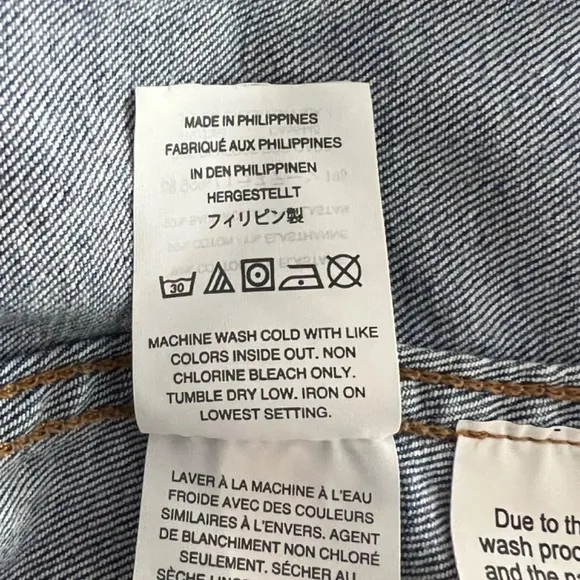 MADE IN PHILIPPINES
FABRIQUÉ AUX PHILIPPINES
IN DEN PHILIPPINEN
HERGESTELLT
フィリピン製
30
MACHINE WASH COLD WITH LIKE
COLORS INSIDE OUT. NON
CHLORINE BLEACH ONLY.
TUMBLE DRY LOW. IRON ON
LOWEST SETTING.
LAVER À LA MACHINE À L'EAU
FROIDE AVEC DES COULEURS
SIMILAIRES À L'ENVERS. AGENT
DE BLANCHIMENT NON CHLORÉ
SEULEMENT. SÉCHER AU
Due to th
wash proc
and the